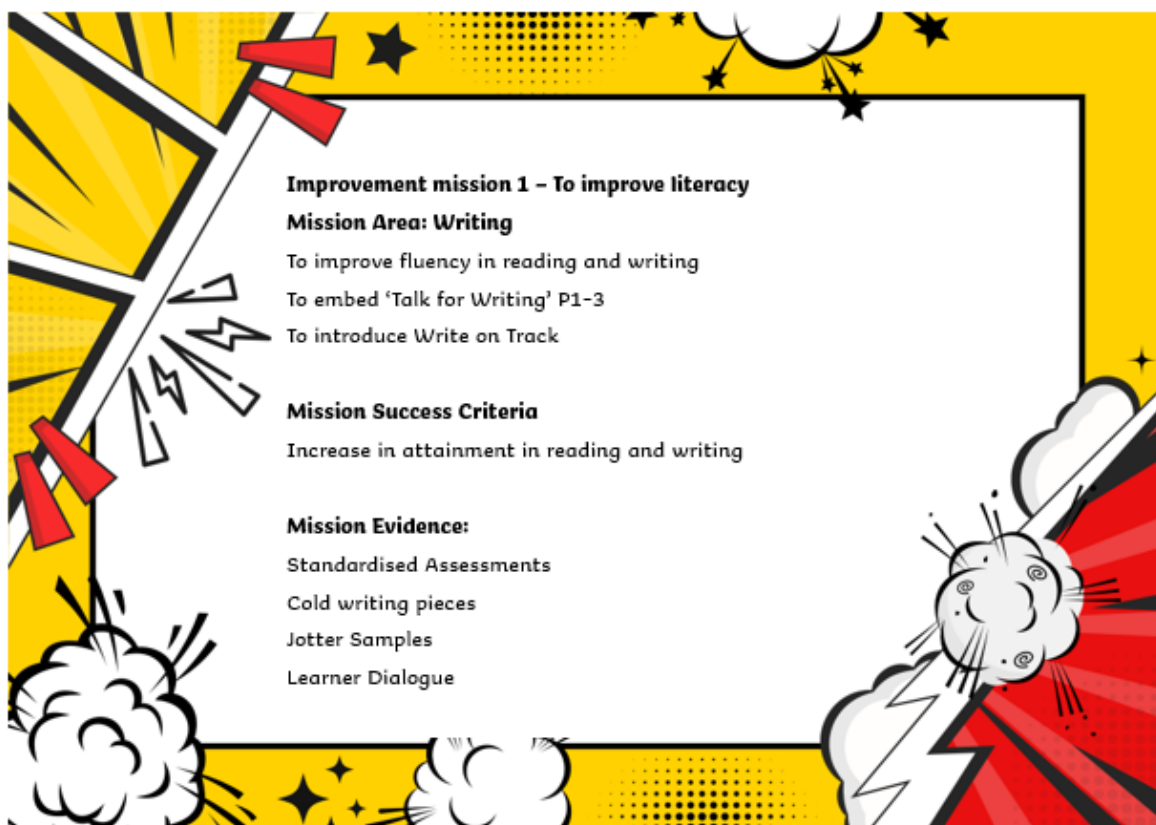 Improvement mission 1 – To improve literacy
Mission Area: Writing
To improve fluency in reading and writing
To embed ‘Talk for Writing’ P1-3
To introduce Write on Track
Mission Success Criteria
Increase in attainment in reading and writing
Mission Evidence:
Standardised Assessments
Cold writing pieces
Jotter Samples
Learner Dialogue